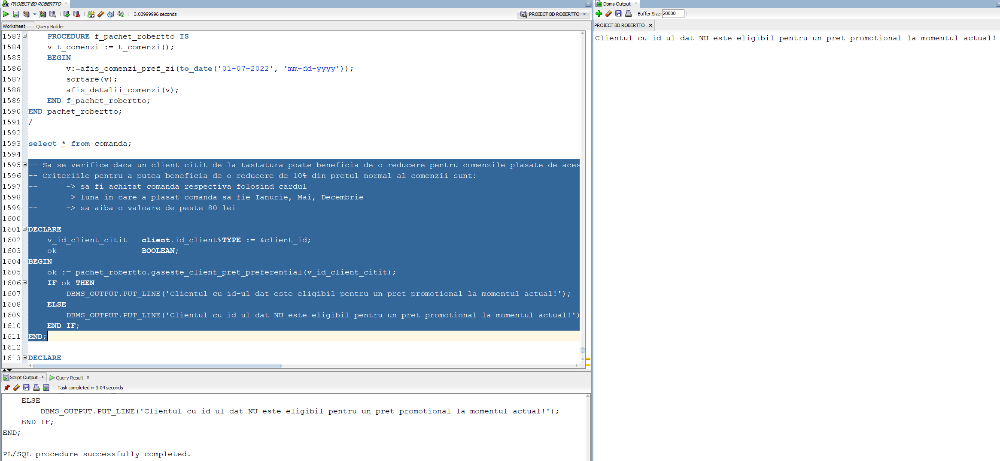 PROIECT BD ROBERTTO
3.03999996 seconds
PROIECT BD ROBERTTO
Worksheet
Query Builder
1583 PROCEDURE f_pachet_robertto IS
1584 v t_comenzi := t_comenzi();
1585 BEGIN
1586 v:=afis_comenzi_pref_zi(to_date('01-07-2022', 'mm-dd-yyyy'));
1587 sortare(v);
1588 afis_detalii_comenzi(v);
1589 END f_pachet_robertto;
1590 END pachet_robertto;
1591 /
1592
1593 select * from comanda;
1594
1595 -- Sa se verifice daca un client citit de la tastatura poate beneficia de o reducere pentru comenzile plasate de aces
1596 -- Criteriile pentru a putea beneficia de o reducere de 10% din pretul normal al comenzii sunt:
1597 -- -> sa fi achitat comanda respectiva folosind cardul
1598 -- -> luna in care a plasat comanda sa fie Ianurie, Mai, Decembrie
1599 -- -> sa aiba o valoare de peste 80 lei
1600
1601 DECLARE
1602 v_id_client_citit client.id_client%TYPE := &client_id;
1603 ok BOOLEAN;
1604 BEGIN
1605 ok := pachet_robertto.gaseste_client_pret_preferential(v_id_client_citit);
1606 IF ok THEN
1607 DBMS_OUTPUT.PUT_LINE('Clientul cu id-ul dat este eligibil pentru un pret promotional la momentul actual!');
1608 ELSE
1609 DBMS_OUTPUT.PUT_LINE('Clientul cu id-ul dat NU este eligibil pentru un pret promotional la momentul actual!')
1610 END IF;
1611 END;
1612
1613 DECLARE
Script Output
Query Result
Task completed in 3.04 seconds
ELSE
DBMS_OUTPUT.PUT_LINE('Clientul cu id-ul dat NU este eligibil pentru un pret promotional la momentul actual!');
END IF;
END;
PL/SQL procedure successfully completed.
Dbms Output
Buffer Size: 20000
PROIECT BD ROBERTTO
Clientul cu id-ul dat NU este eligibil pentru un pret promotional la momentul actual!